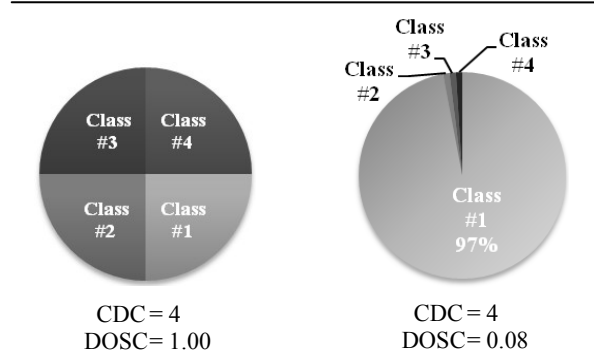 Class
#3
Class
#4
Class
#2
Class
#1
CDC = 4
DOSC= 1.00
Class
#3
Class
#4
Class
#2
Class
#1
97%
CDC = 4
DOSC= 0.08